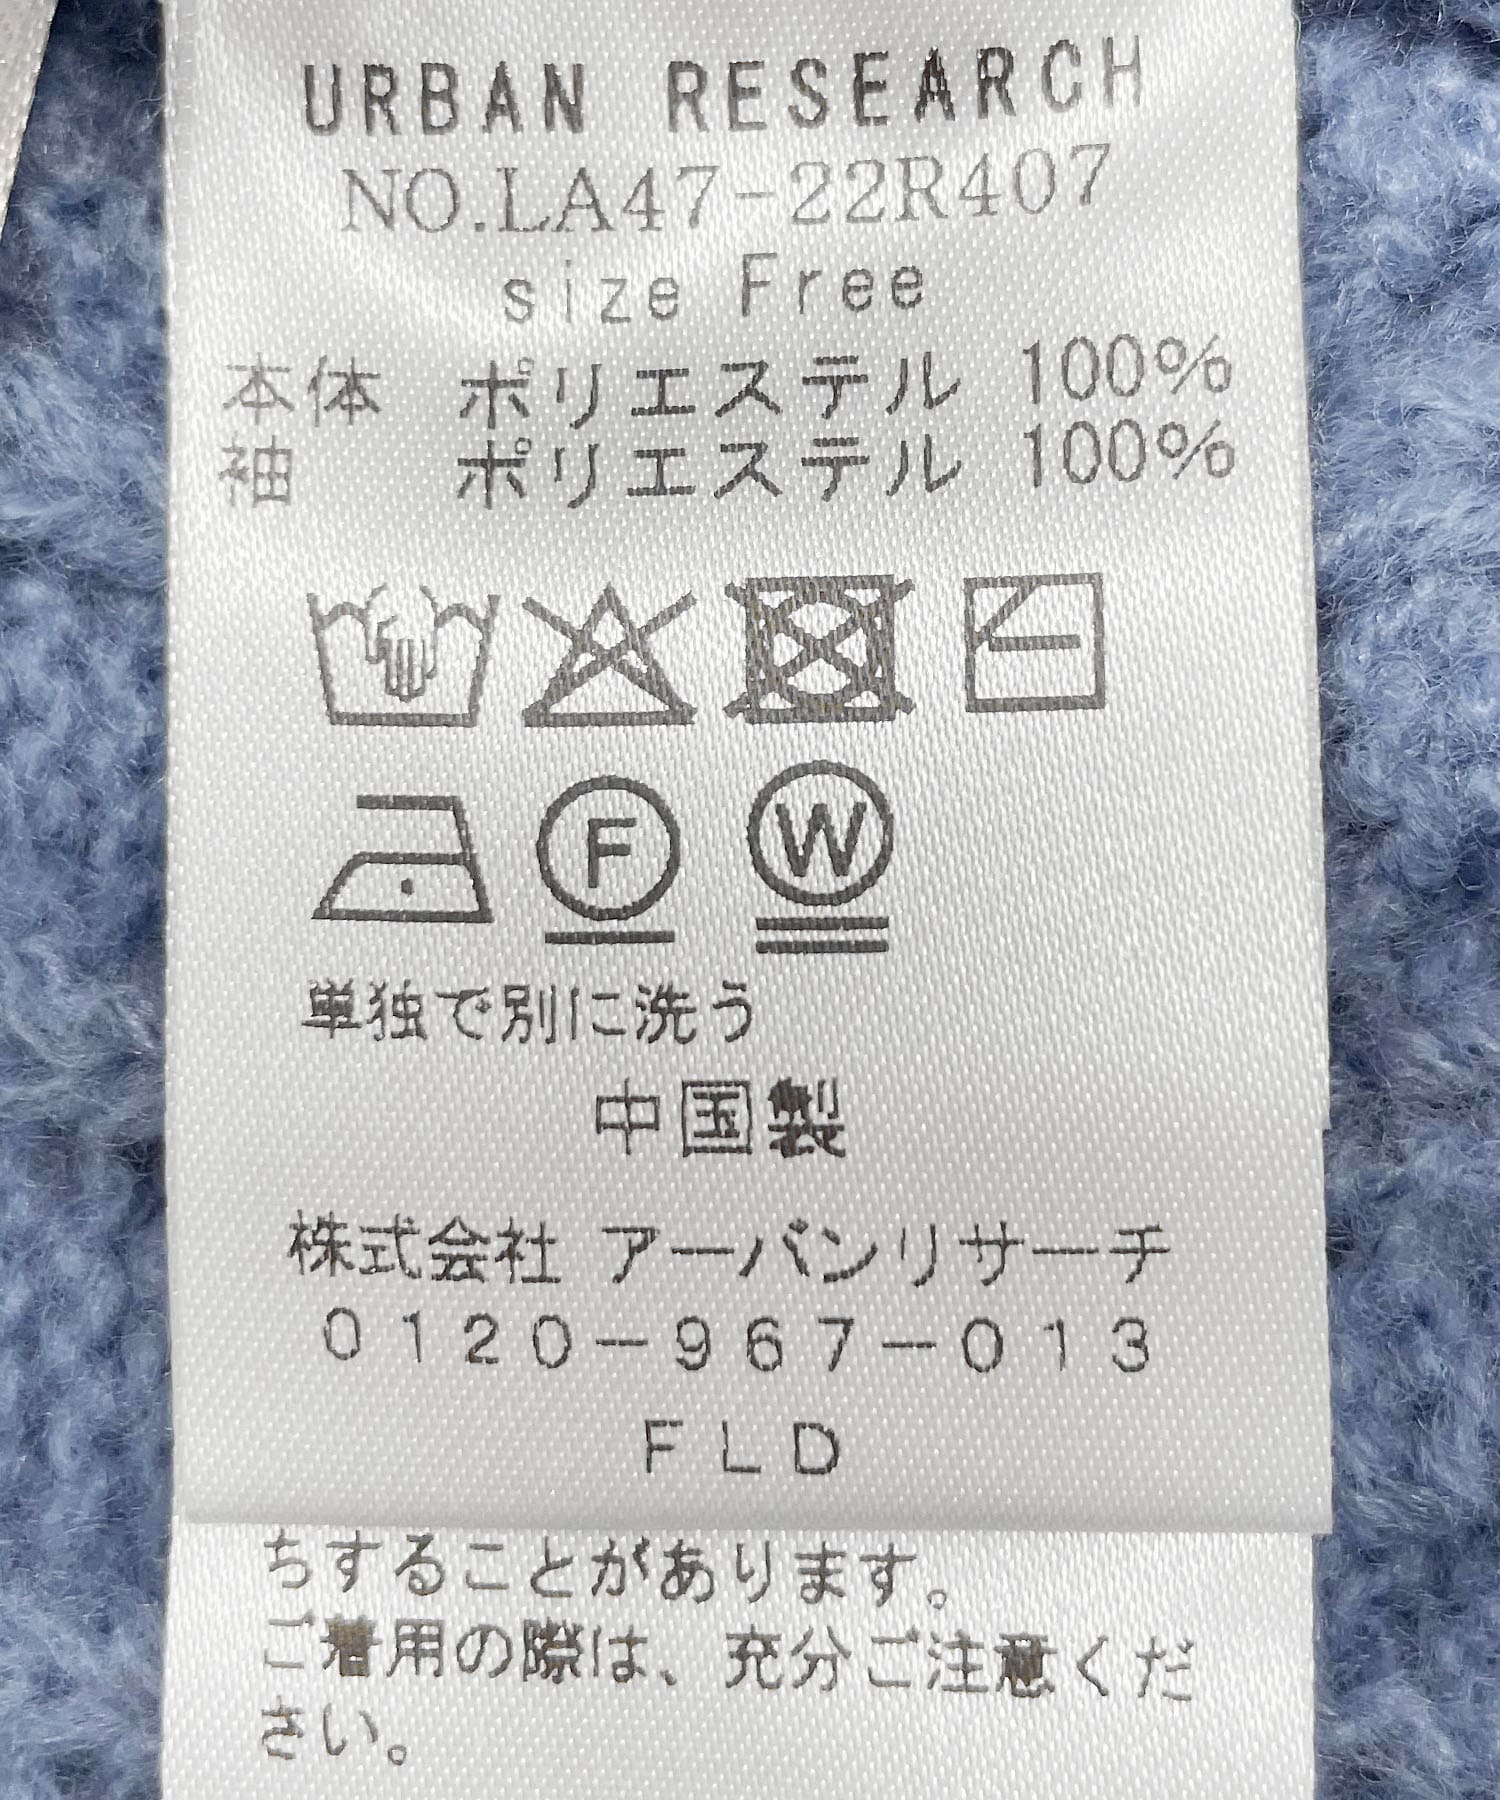 URBAN RESEARCH
NO.LA47-22R407
size Free
本体 ポリエステル 100%
袖 ポリエステル 100%
F
W
単独で別に洗う
中国製
株式会社 アーバンリサーチ
0120-967-013
FLD
ちすることがあります。
ご着用の際は、充分ご注意くだ
さい。